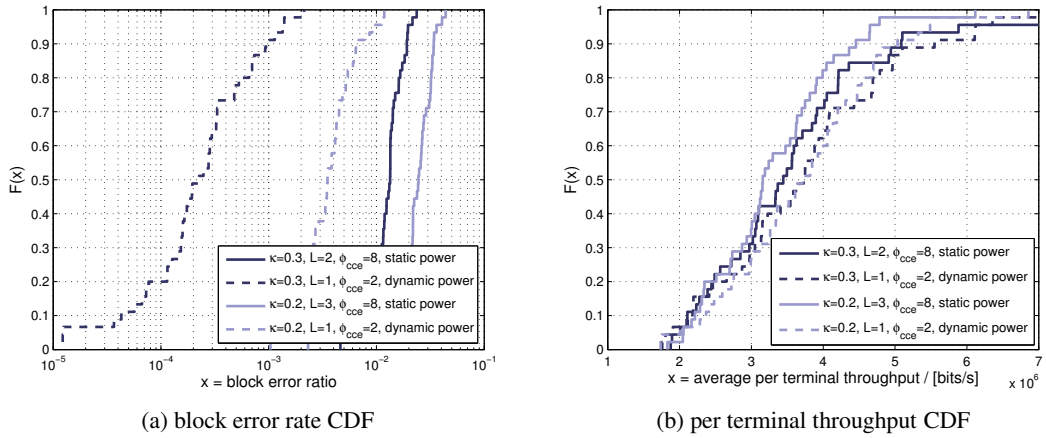 1
0.9
0.8
0.7
0.6
0.5
0.4
0.3
0.2
0.1
0
F(x)
κ=0.3, L=2, ϕcce=8, static power
κ=0.3, L=1, ϕcce=2, dynamic power
κ=0.2, L=3, ϕcce=8, static power
κ=0.2, L=1, ϕcce=2, dynamic power
10^-5 10^-4 10^-3 10^-2 10^-1
x = block error ratio
(a) block error rate CDF
1
0.9
0.8
0.7
0.6
0.5
0.4
0.3
0.2
0.1
0
F(x)
κ=0.3, L=2, ϕcce=8, static power
κ=0.3, L=1, ϕcce=2, dynamic power
κ=0.2, L=3, ϕcce=8, static power
κ=0.2, L=1, ϕcce=2, dynamic power
1 2 3 4 5 6 7
x = average per terminal throughput / [bits/s]
x 10^6
(b) per terminal throughput CDF